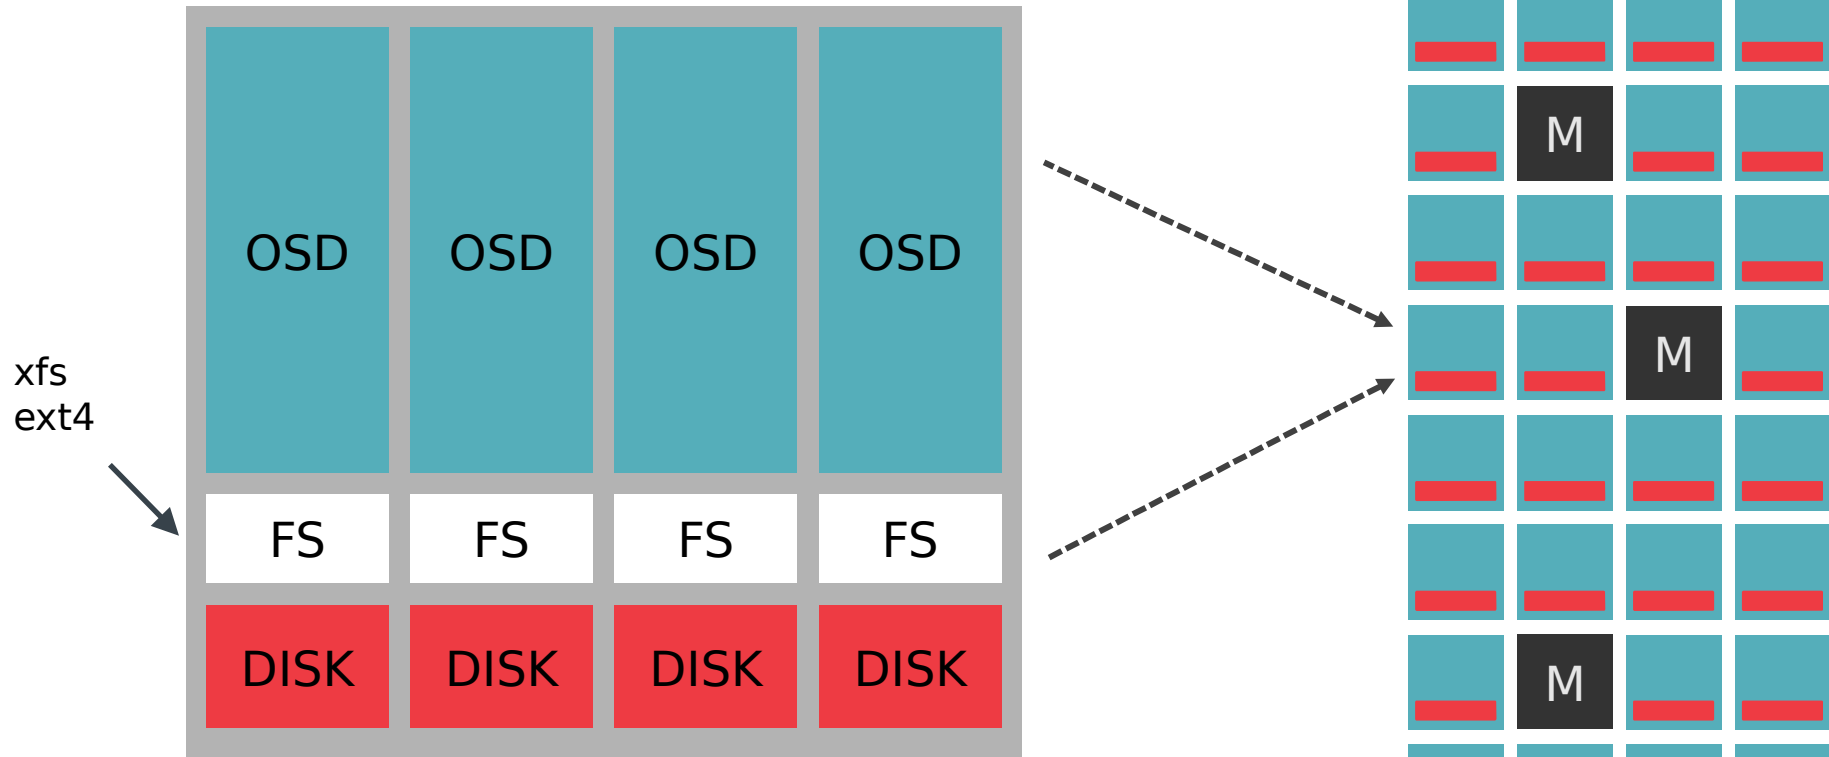 xfs
ext4
OSD OSD OSD OSD
FS FS FS FS
DISK DISK DISK DISK
M
M
M